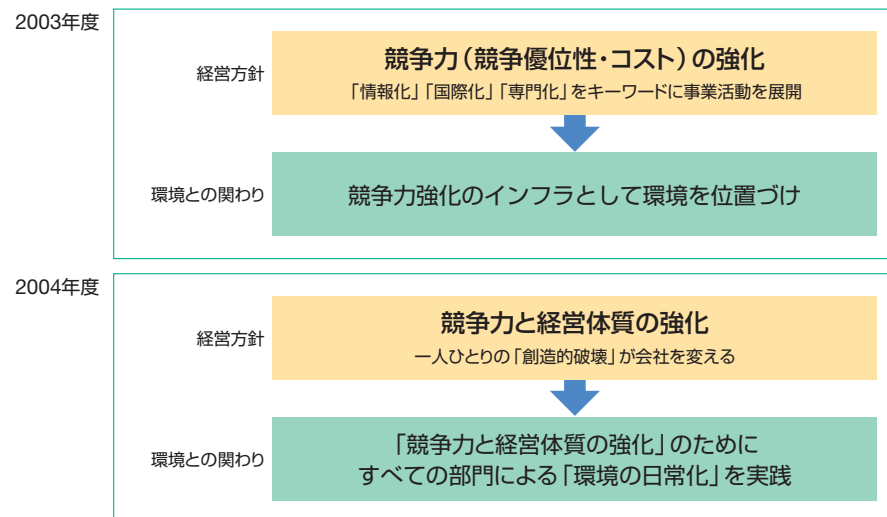 2003年度
経営方針
競争力（競争優位性・コスト）の強化
「情報化」「国際化」「専門化」をキーワードに事業活動を展開
環境との関わり
競争力強化のインフラとして環境を位置づけ
2004年度
経営方針
競争力と経営体質の強化
一人ひとりの「創造的破壊」が会社を変える
環境との関わり
「競争力と経営体質の強化」のために
すべての部門による「環境の日常化」を実践